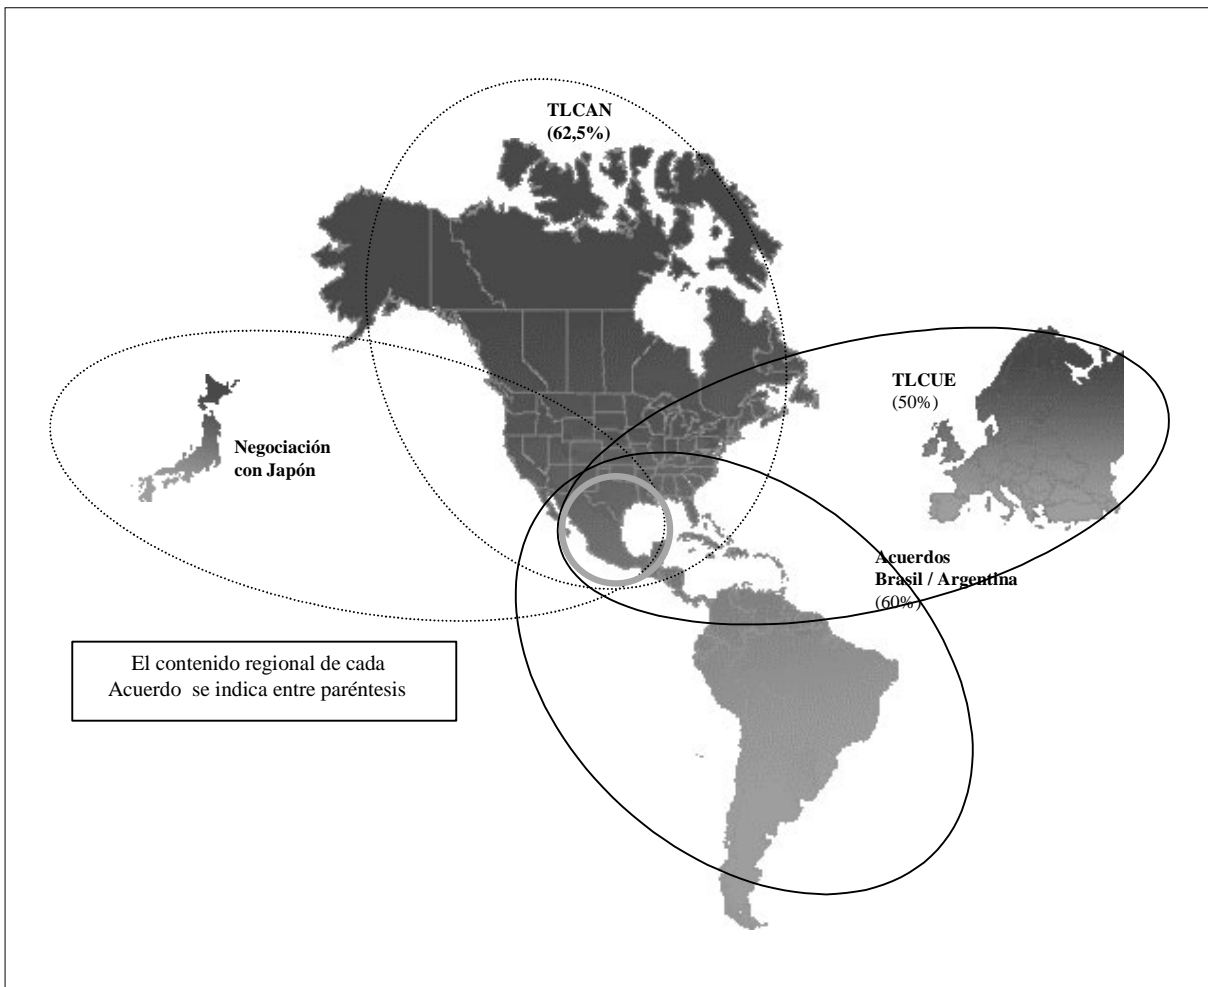 TLCAN
(62,5%)
TLCUE
(50%)
Negociación
con Japón
Acuerdos
Brasil / Argentina
(60%)
El contenido regional de cada
Acuerdo se indica entre paréntesis